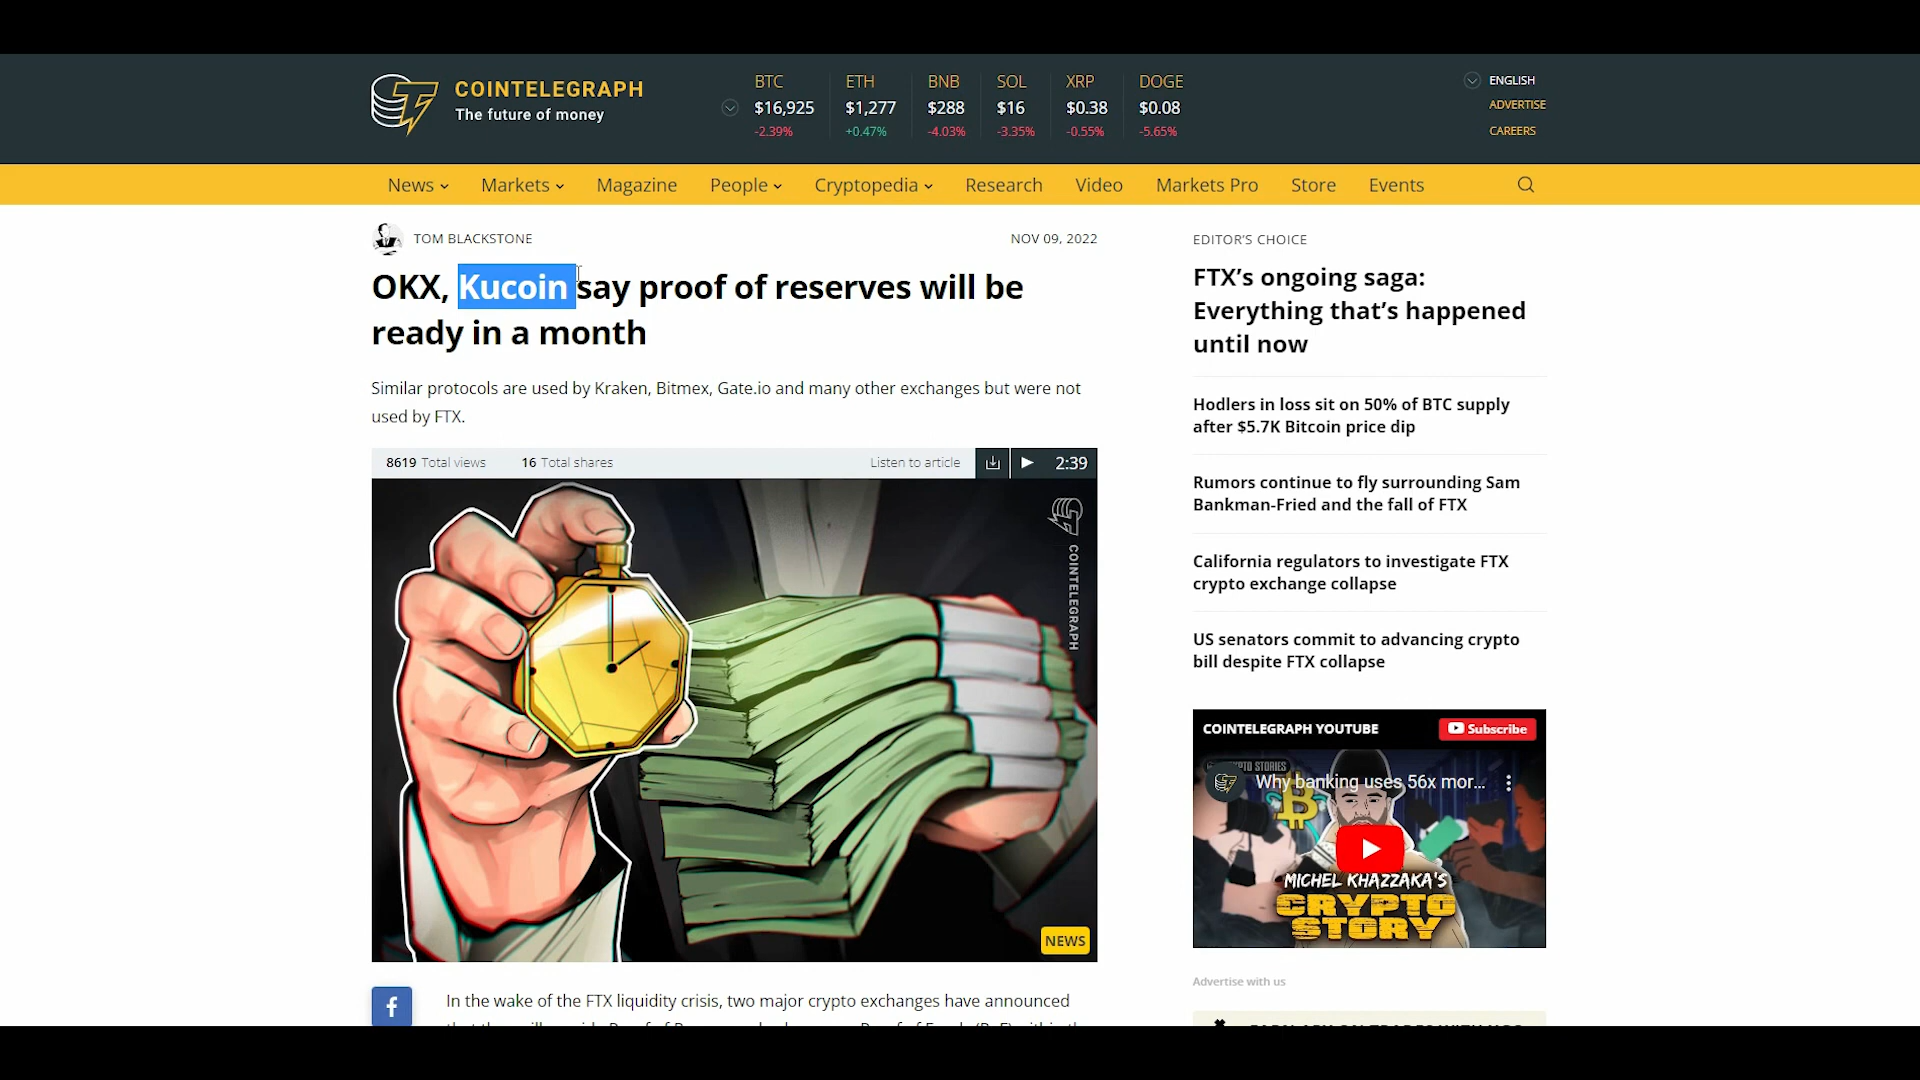 COINTELEGRAPH
The future of money
BTC
$16,925
-2.39%
ETH
$1,277
+0.47%
BNB
$288
-4.03%
SOL
$16
-3.35%
XRP
$0.38
-0.55%
DOGE
$0.08
-5.65%
ENGLISH
ADVERTISE
CAREERS
News
Markets
Magazine
People
Cryptopedia
Research
Video
Markets Pro
Store
Events
TOM BLACKSTONE
NOV 09, 2022
OKX, Kucoin say proof of reserves will be
ready in a month
Similar protocols are used by Kraken, Bitmex, Gate.io and many other exchanges but were not
used by FTX.
8619 Total views
16 Total shares
Listen to article
2:39
COINTELEGRAPH
NEWS
f
In the wake of the FTX liquidity crisis, two major crypto exchanges have announced
EDITOR'S CHOICE
FTX's ongoing saga:
Everything that's happened
until now
Hodlers in loss sit on 50% of BTC supply
after $5.7K Bitcoin price dip
Rumors continue to fly surrounding Sam
Bankman-Fried and the fall of FTX
California regulators to investigate FTX
crypto exchange collapse
US senators commit to advancing crypto
bill despite FTX collapse
COINTELEGRAPH YOUTUBE
Subscribe
Why banking uses 56x mor...
MICHEL KHAZZAKA'S
CRYPTO
STORY
Advertise with us